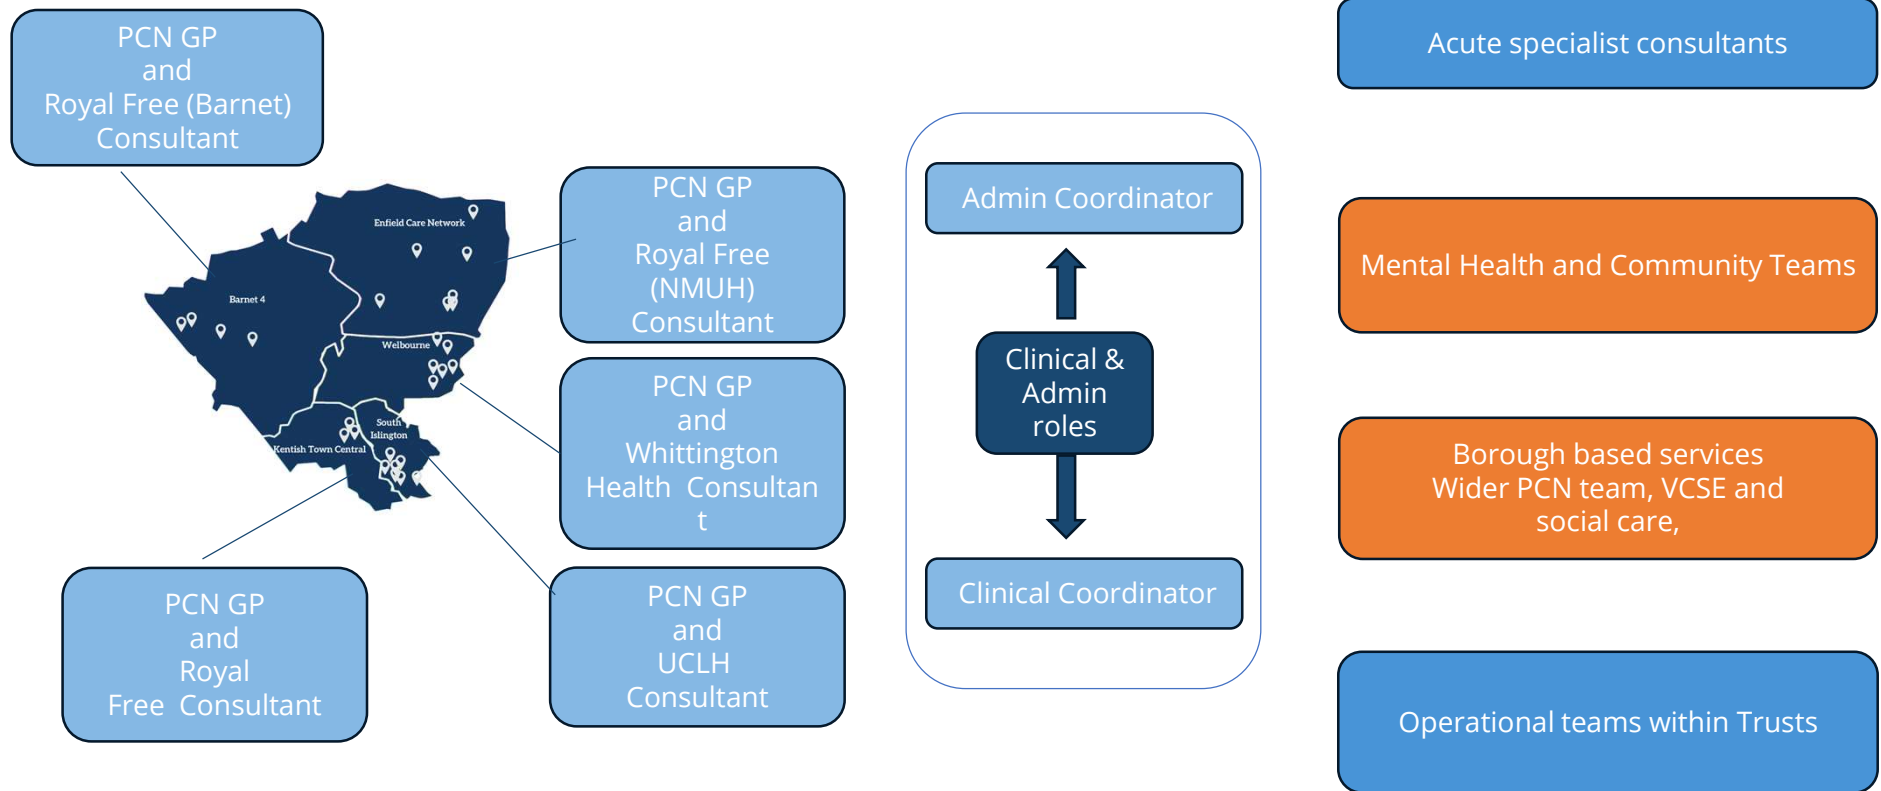 PCN GP
and
Royal Free (Barnet)
Consultant
Enfield Care Network
Barnet 4
Welbourne
South
Islington
Kentish Town Central
PCN GP
and
Royal Free
(NMUH)
Consultant
PCN GP
and
Whittington
Health Consultan
t
PCN GP
and
Royal
Free Consultant
PCN GP
and
UCLH
Consultant
Admin Coordinator
Clinical &
Admin
roles
Clinical Coordinator
Acute specialist consultants
Mental Health and Community Teams
Borough based services
Wider PCN team, VCSE and
social care,
Operational teams within Trusts